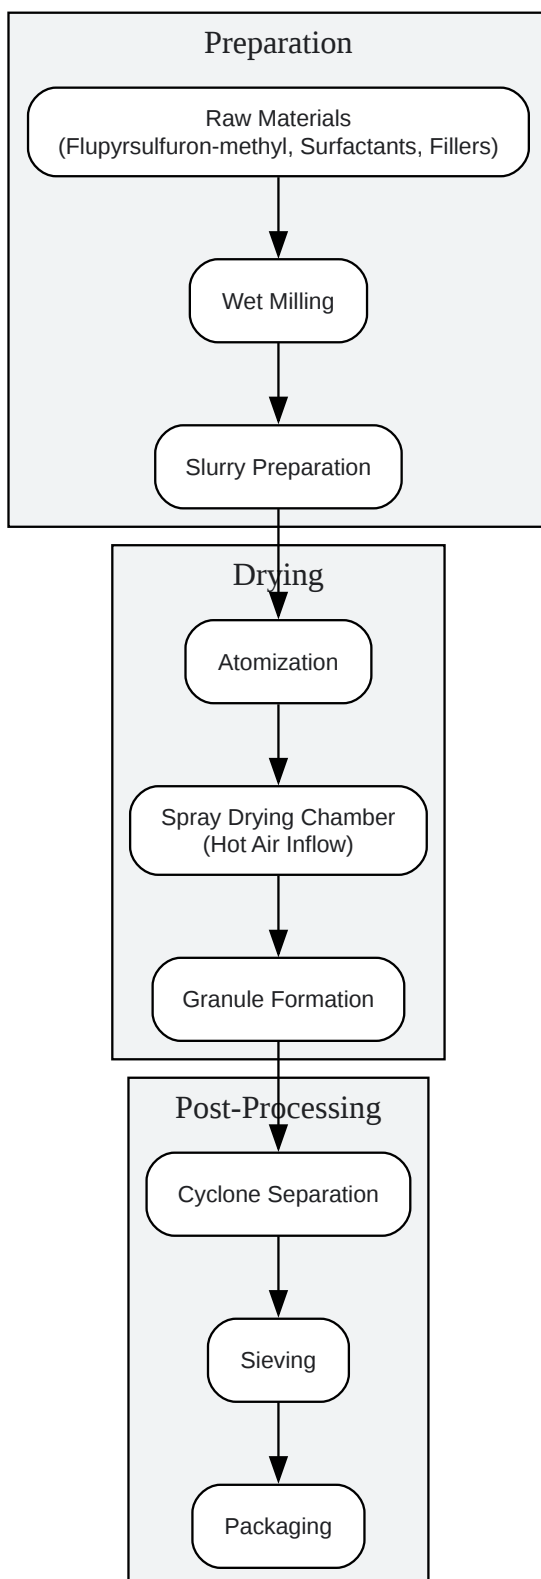 Preparation
Raw Materials
(Flupyrsulfuron-methyl, Surfactants, Fillers)
Wet Milling
Slurry Preparation
Drying
Atomization
Spray Drying Chamber
(Hot Air Inflow)
Granule Formation
Post-Processing
Cyclone Separation
Sieving
Packaging